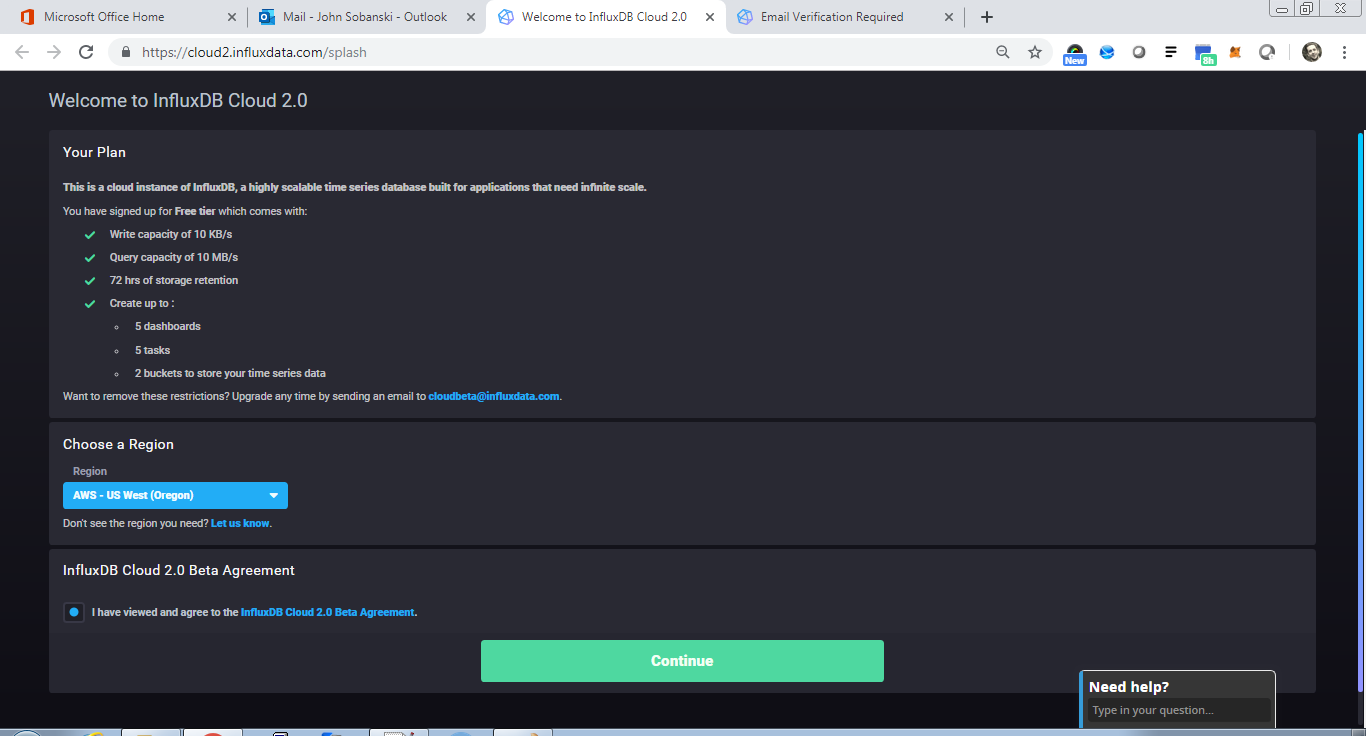 Microsoft Office Home
Mail - John Sobanski - Outlook
Welcome to InfluxDB Cloud 2.0
Email Verification Required
https://cloud2.influxdata.com/splash
New
8h
Welcome to InfluxDB Cloud 2.0
Your Plan
This is a cloud instance of InfluxDB, a highly scalable time series database built for applications that need infinite scale.
You have signed up for Free tier which comes with:
Write capacity of 10 KB/s
Query capacity of 10 MB/s
72 hrs of storage retention
Create up to :
5 dashboards
5 tasks
2 buckets to store your time series data
Want to remove these restrictions? Upgrade any time by sending an email to cloudbeta@influxdata.com.
Choose a Region
Region
AWS - US West (Oregon)
Don't see the region you need? Let us know.
InfluxDB Cloud 2.0 Beta Agreement
I have viewed and agree to the InfluxDB Cloud 2.0 Beta Agreement.
Continue
Need help?
Type in your question...